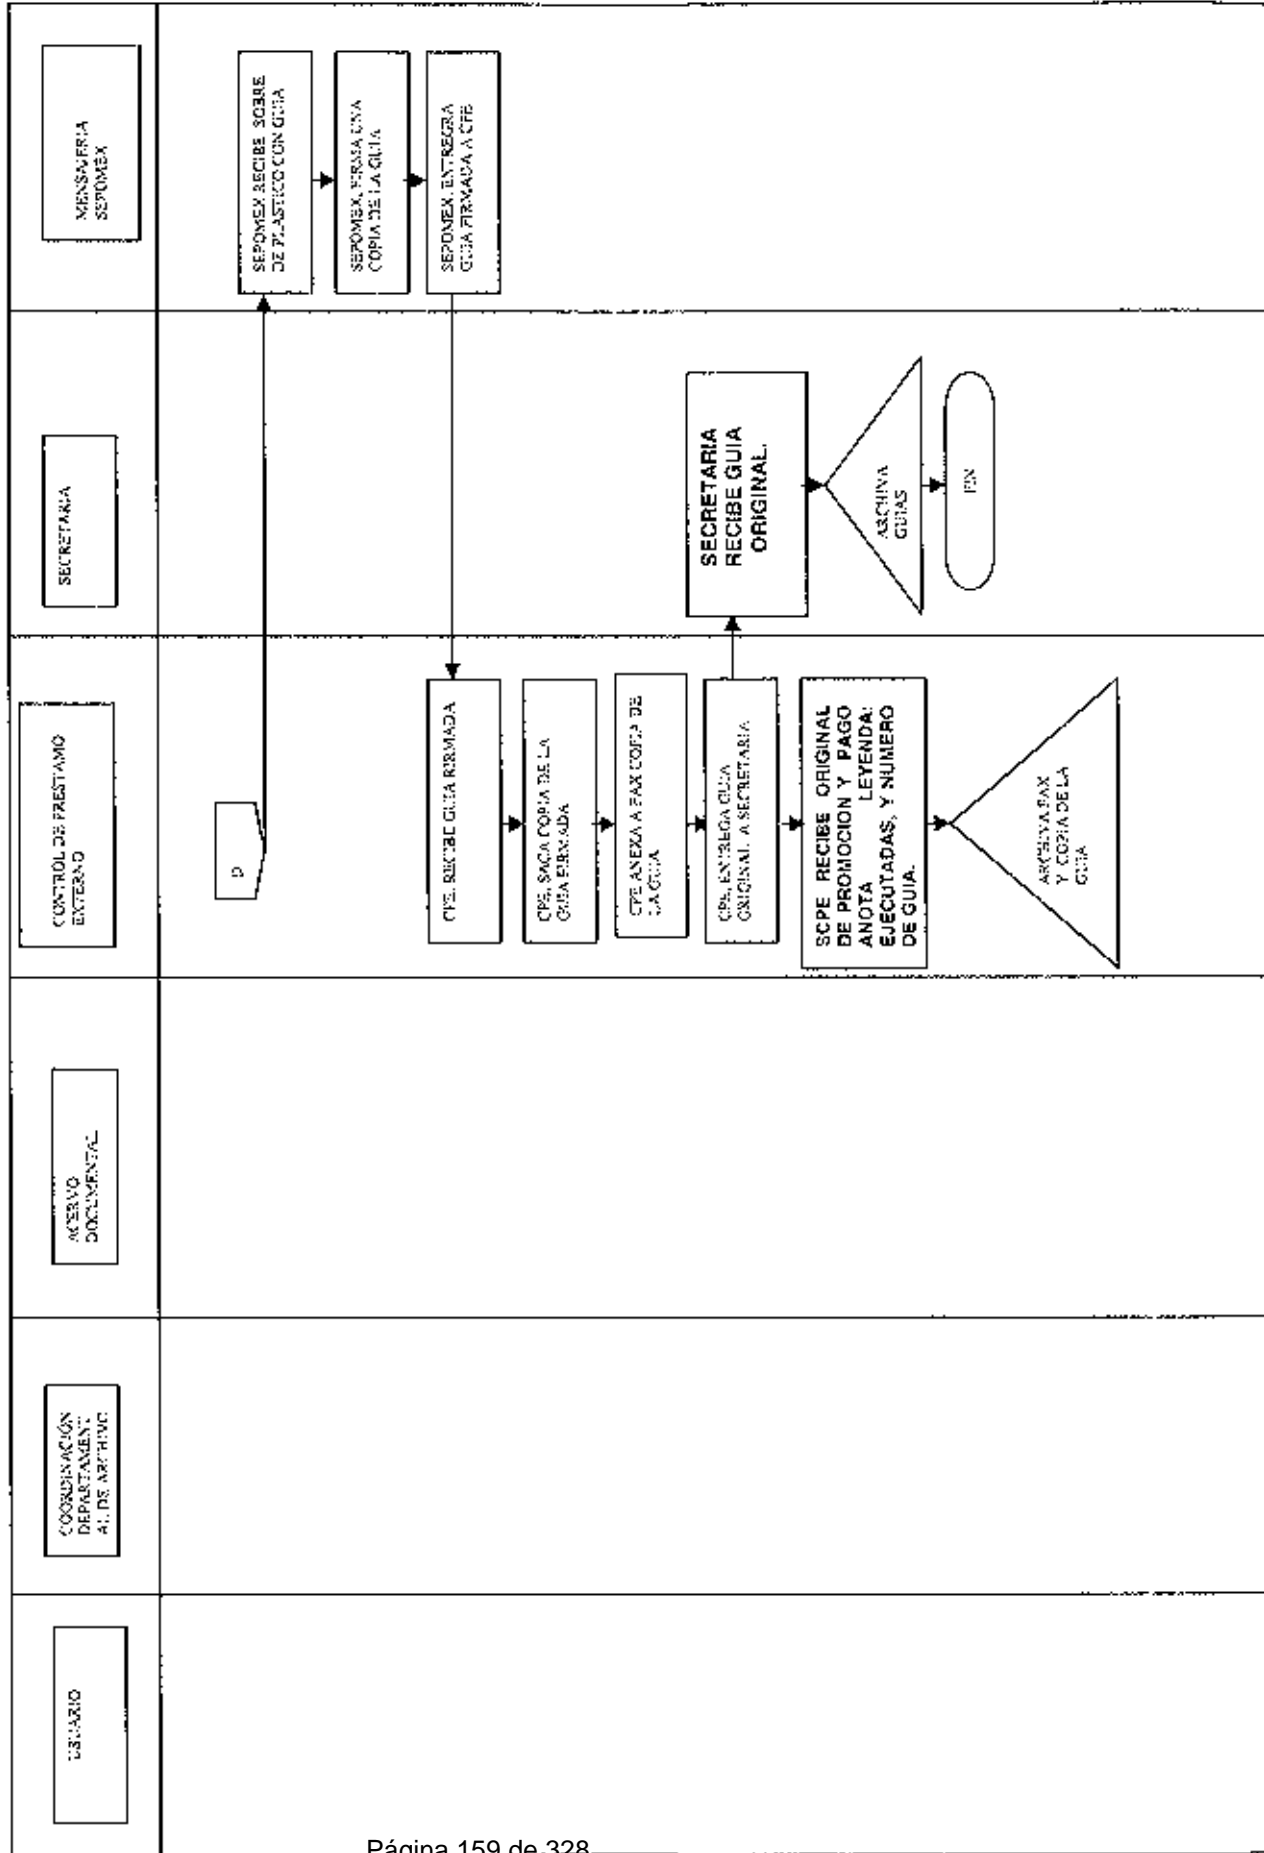 USUARIO
COORDINACIÓN
DEPARTAMENT
AL DE ARCHIVO
ACERVO
DOCUMENTAL
CONTROL DE PRESTAMO
EXTERNO
SECRETARIA
MENSAJERIA
SEPOMEX
SEPOMEX RECIBE SOBRE
DE PLASTICO CON GUIA
SEPOMEX, FIRMA UNA
COPIA DE LA GUIA
SEPOMEX, ENTREGRA
GUIA FIRMADA A CPE
CPE, RECIBE GUIA FIRMADA
CPE, SACA COPIA DE LA
GUIA FIRMADA
CPE ANEXA A FAX COPIA DE
LA GUIA
CPE, ENTREGA GUIA
ORIGINAL A SECRETARIA
SECRETARIA
RECIBE GUIA
ORIGINAL.
ARCHIVA
GUIAS
FIN
SCPE RECIBE ORIGINAL
DE PROMOCION Y PAGO
ANOTA LEYENDA:
EJECUTADAS, Y NUMERO
DE GUIA.
ARCHIVA FAX
Y COPIA DE LA
GUIA
Página 159 de 328